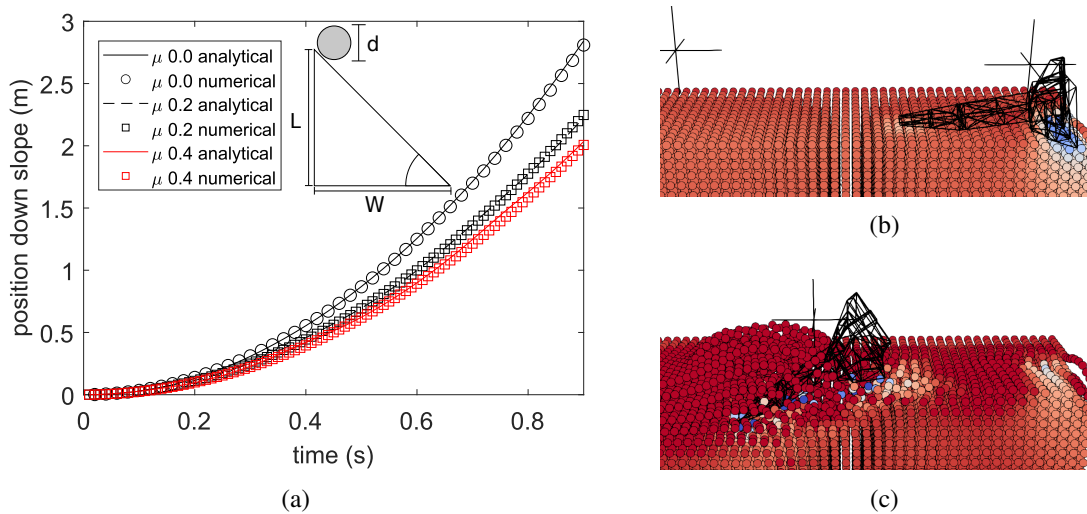 3
2.5
2
1.5
1
0.5
0
position down slope (m)
μ 0.0 analytical
μ 0.0 numerical
μ 0.2 analytical
μ 0.2 numerical
μ 0.4 analytical
μ 0.4 numerical
d
L
W
0 0.2 0.4 0.6 0.8
time (s)
(a)
(b)
(c)